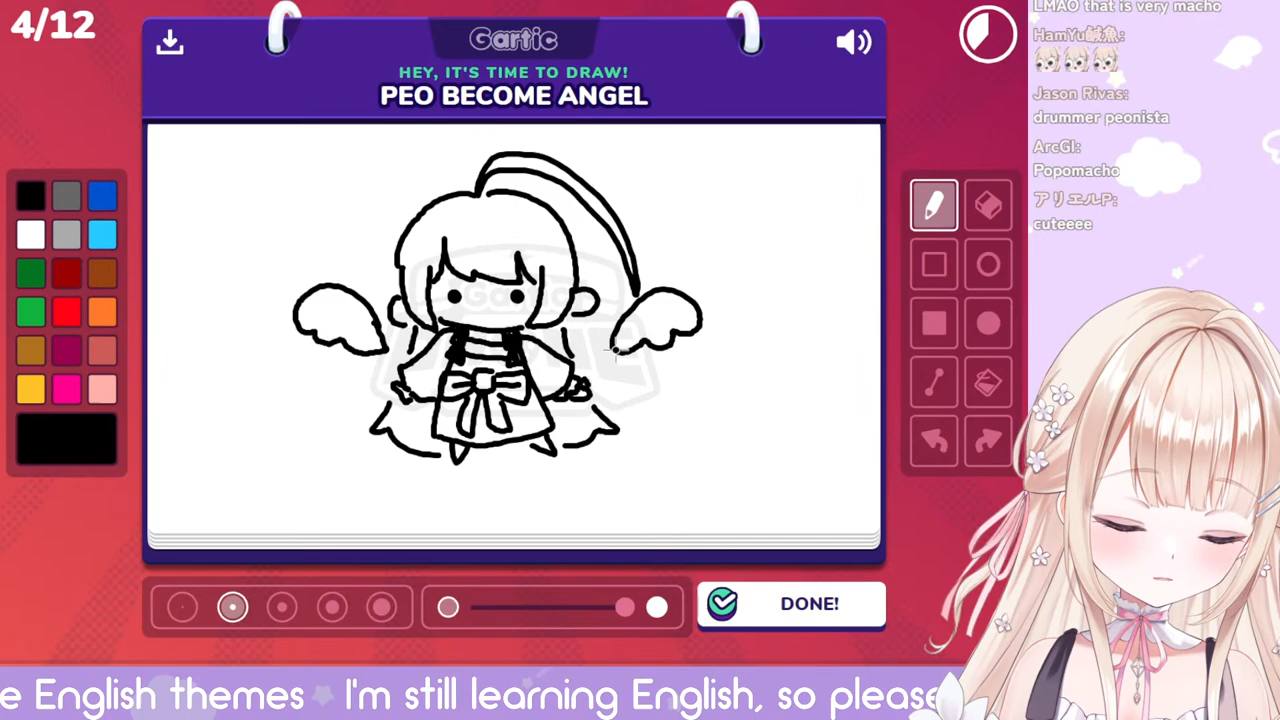 4/12
Gartic
HEY, IT'S TIME TO DRAW!
PEO BECOME ANGEL
DONE!
LMAO that is very macho
HamYu鹹魚:
Jason Rivas:
drummer peonista
ArcGI:
Popomacho
アリエルP:
cuteeee
e English themes I'm still learning English, so please